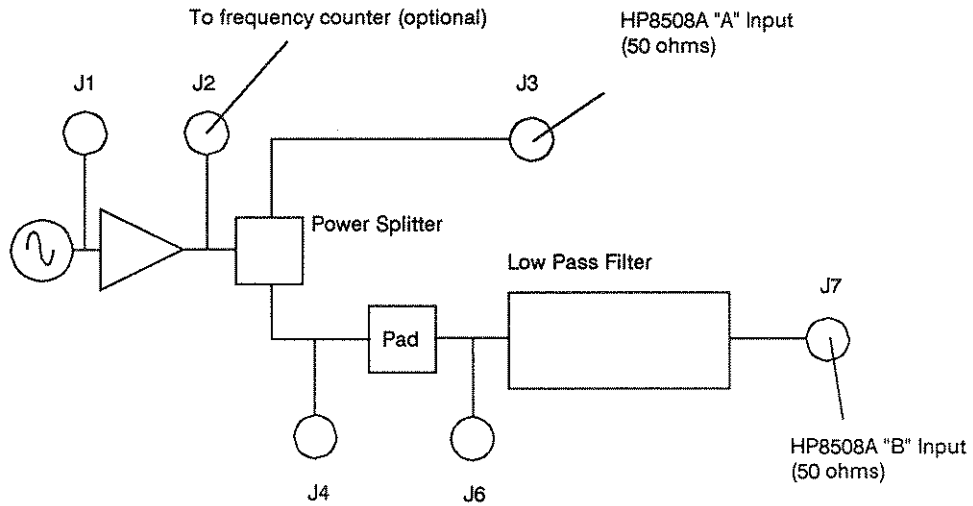 To frequency counter (optional)
HP8508A "A" Input
(50 ohms)
J1
J2
J3
Power Splitter
Low Pass Filter
J7
Pad
HP8508A "B" Input
(50 ohms)
J4
J6